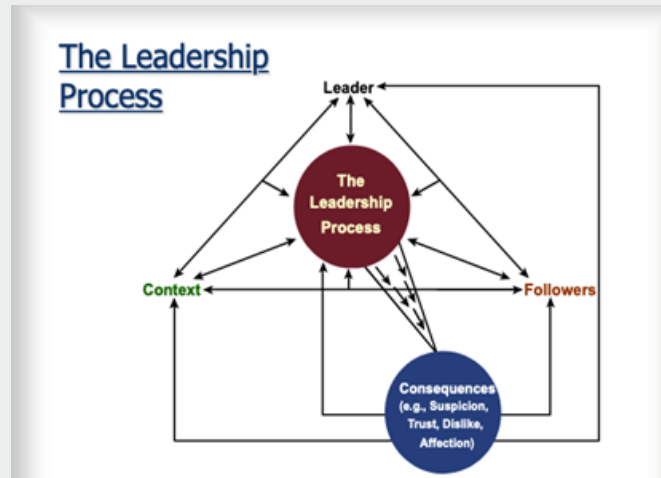 The Leadership
Process
Leader
The
Leadership
Process
Context
Followers
Consequences
(e.g., Suspicion,
Trust, Dislike,
Affection)